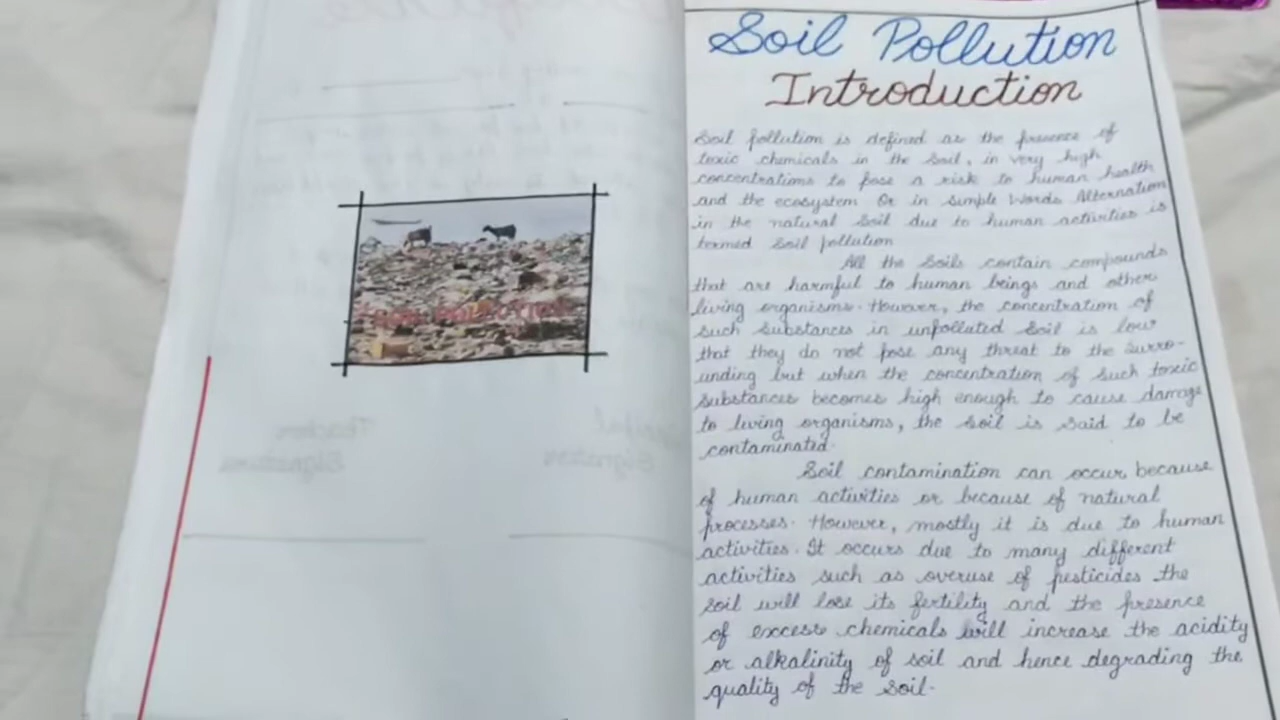 SOIL POLLUTION
Soil Pollution
Introduction
Soil pollution is defined as the presence of
toxic chemicals in the Soil, in very high
concentrations to pose a risk to human health
and the ecosystem Or in simple Words Alternation
in the natural Soil due to human activities is
termed Soil pollution
All the Soils contain compounds
that are harmful to human beings and other
living organisms. However, the concentration of
such substances in unpolluted Soil is low
that they do not pose any threat to the surro-
unding but when the concentration of such toxic
substances becomes high enough to cause damage
to living organisms, the soil is said to be
contaminated.
Soil contamination can occur because
of human activities or because of natural
processes. However, mostly it is due to human
activities. It occurs due to many different
activities such as overuse of pesticides the
soil will lose its fertility and the presence
of excess chemicals will increase the acidity
or alkalinity of soil and hence degrading the
quality of the soil.